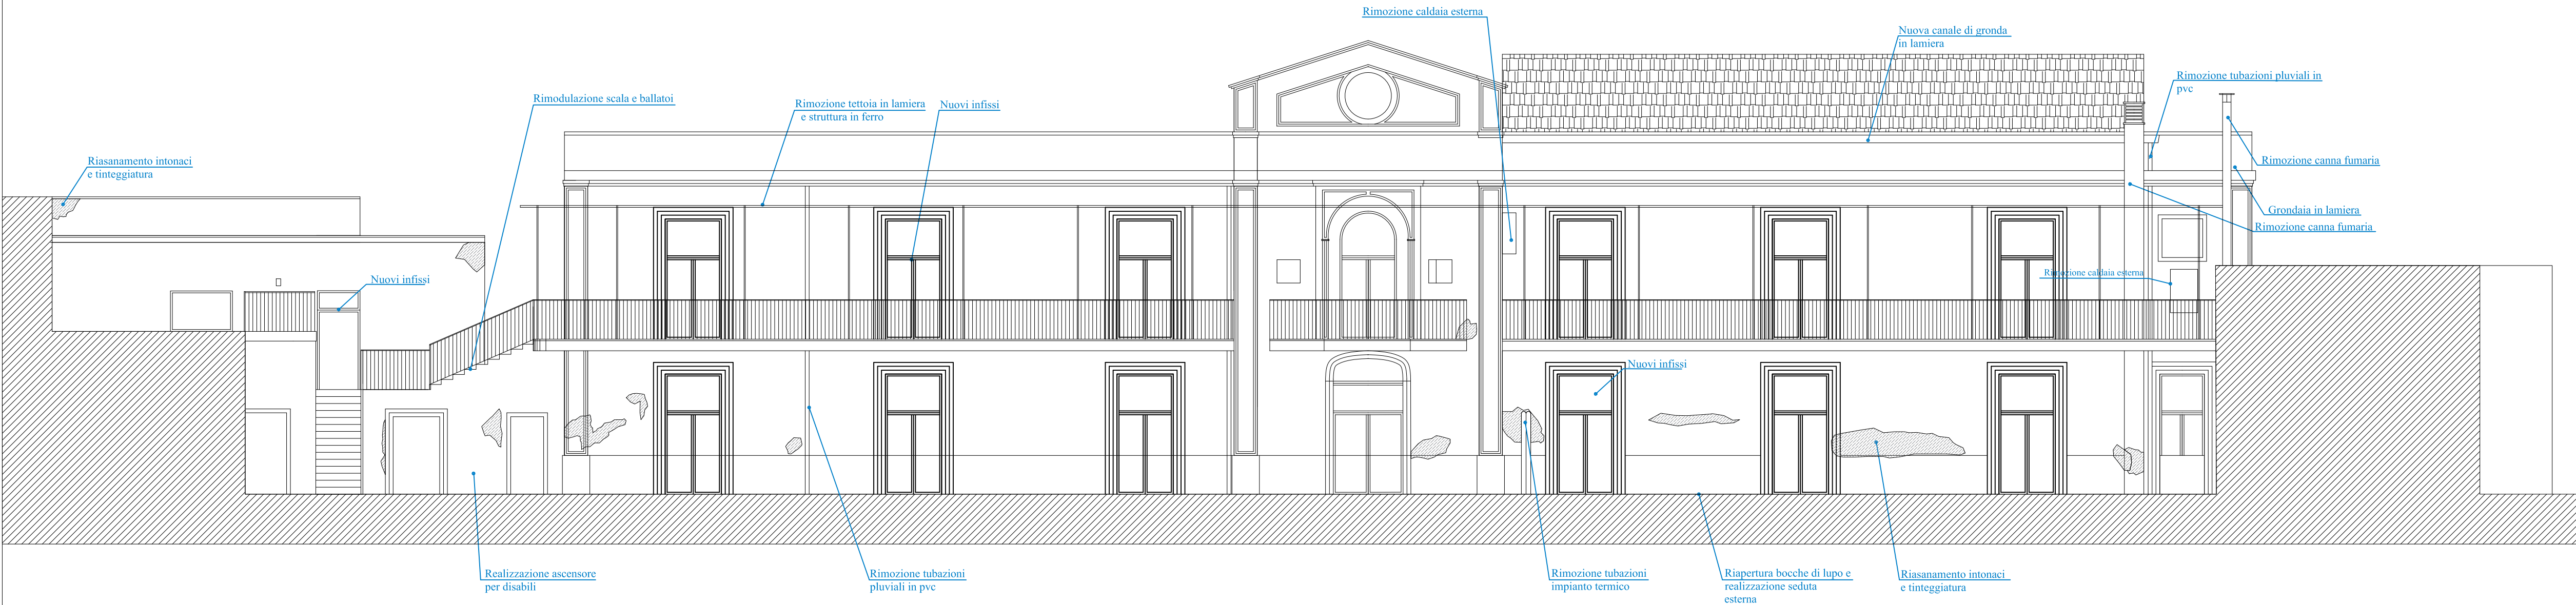 Rimozione caldaia esterna
Nuova canale di gronda
in lamiera
Rimozione tubazioni pluviali in
pvc
Rimodulazione scala e ballatoi
Rimozione tettoia in lamiera
e struttura in ferro
Nuovi infissi
Riasanamento intonaci
e tinteggiatura
Rimozione canna fumaria
Grondaia in lamiera
Rimozione canna fumaria
Rimozione caldaia esterna
Nuovi infissi
Nuovi infissi
Realizzazione ascensore
per disabili
Rimozione tubazioni
pluviali in pvc
Rimozione tubazioni
impianto termico
Riapertura bocche di lupo e
realizzazione seduta
esterna
Riasanamento intonaci
e tinteggiatura